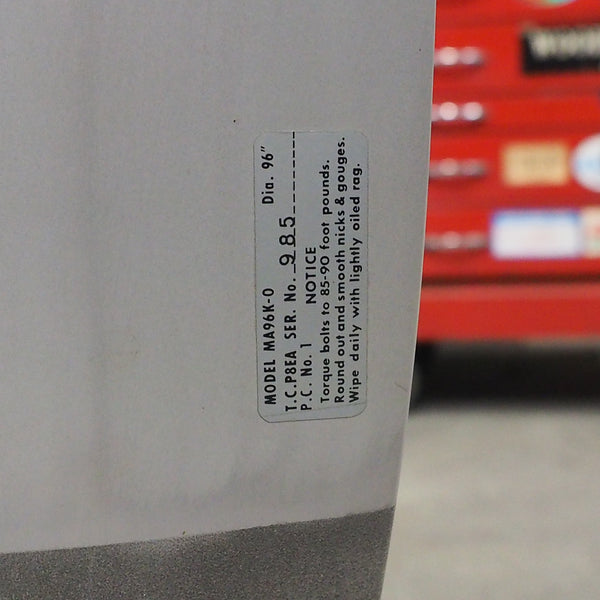 MODEL MA96K-0 Dia. 96"
T.C.P8EA SER. No. 985
P.C. No. 1 NOTICE
Torque bolts to 85-90 foot pounds.
Round out and smooth nicks & gouges.
Wipe daily with lightly oiled rag.